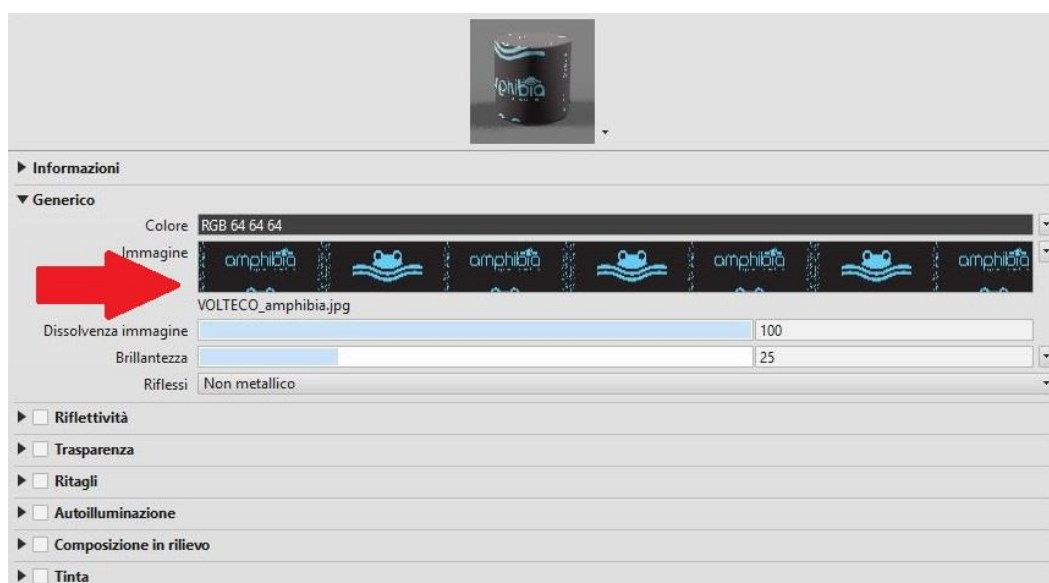 phibia
Informazioni
Generico
Colore RGB 64 64 64
Immagine amphibia amphibia amphibia amphibia
VOLTECO_amphibia.jpg
Dissolvenza immagine 100
Brillantezza 25
Riflessi Non metallico
Riflettività
Trasparenza
Ritagli
Autoilluminazione
Composizione in rilievo
Tinta